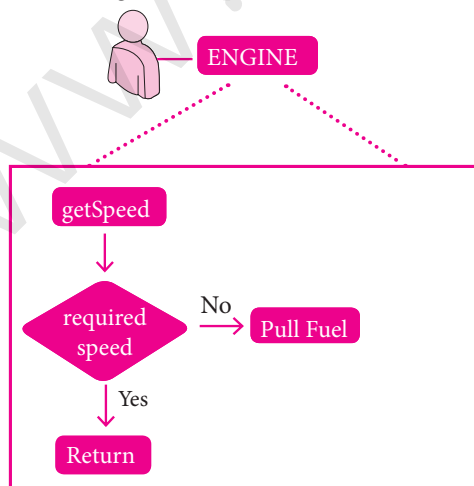 ENGINE
getSpeed
required
speed
No
Pull Fuel
Yes
Return